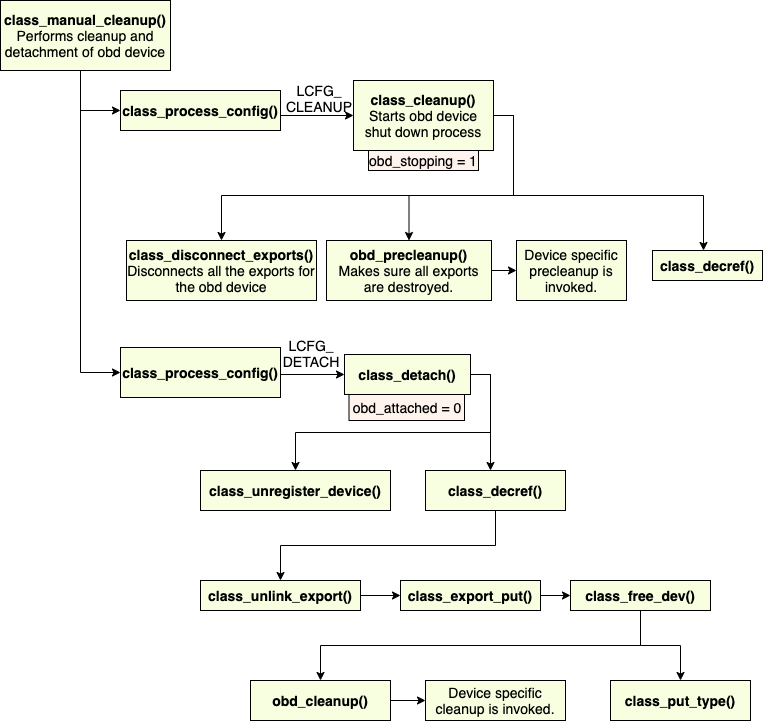 class_manual_cleanup()
Performs cleanup and
detachment of obd device
class_process_config()
LCFG_
CLEANUP
class_cleanup()
Starts obd device
shut down process
obd_stopping = 1
class_disconnect_exports()
Disconnects all the exports for
the obd device
obd_precleanup()
Makes sure all exports
are destroyed.
Device specific
precleanup is
invoked.
class_decref()
class_process_config()
LCFG_
DETACH
class_detach()
obd_attached = 0
class_unregister_device()
class_decref()
class_unlink_export()
class_export_put()
class_free_dev()
obd_cleanup()
Device specific
cleanup is invoked.
class_put_type()